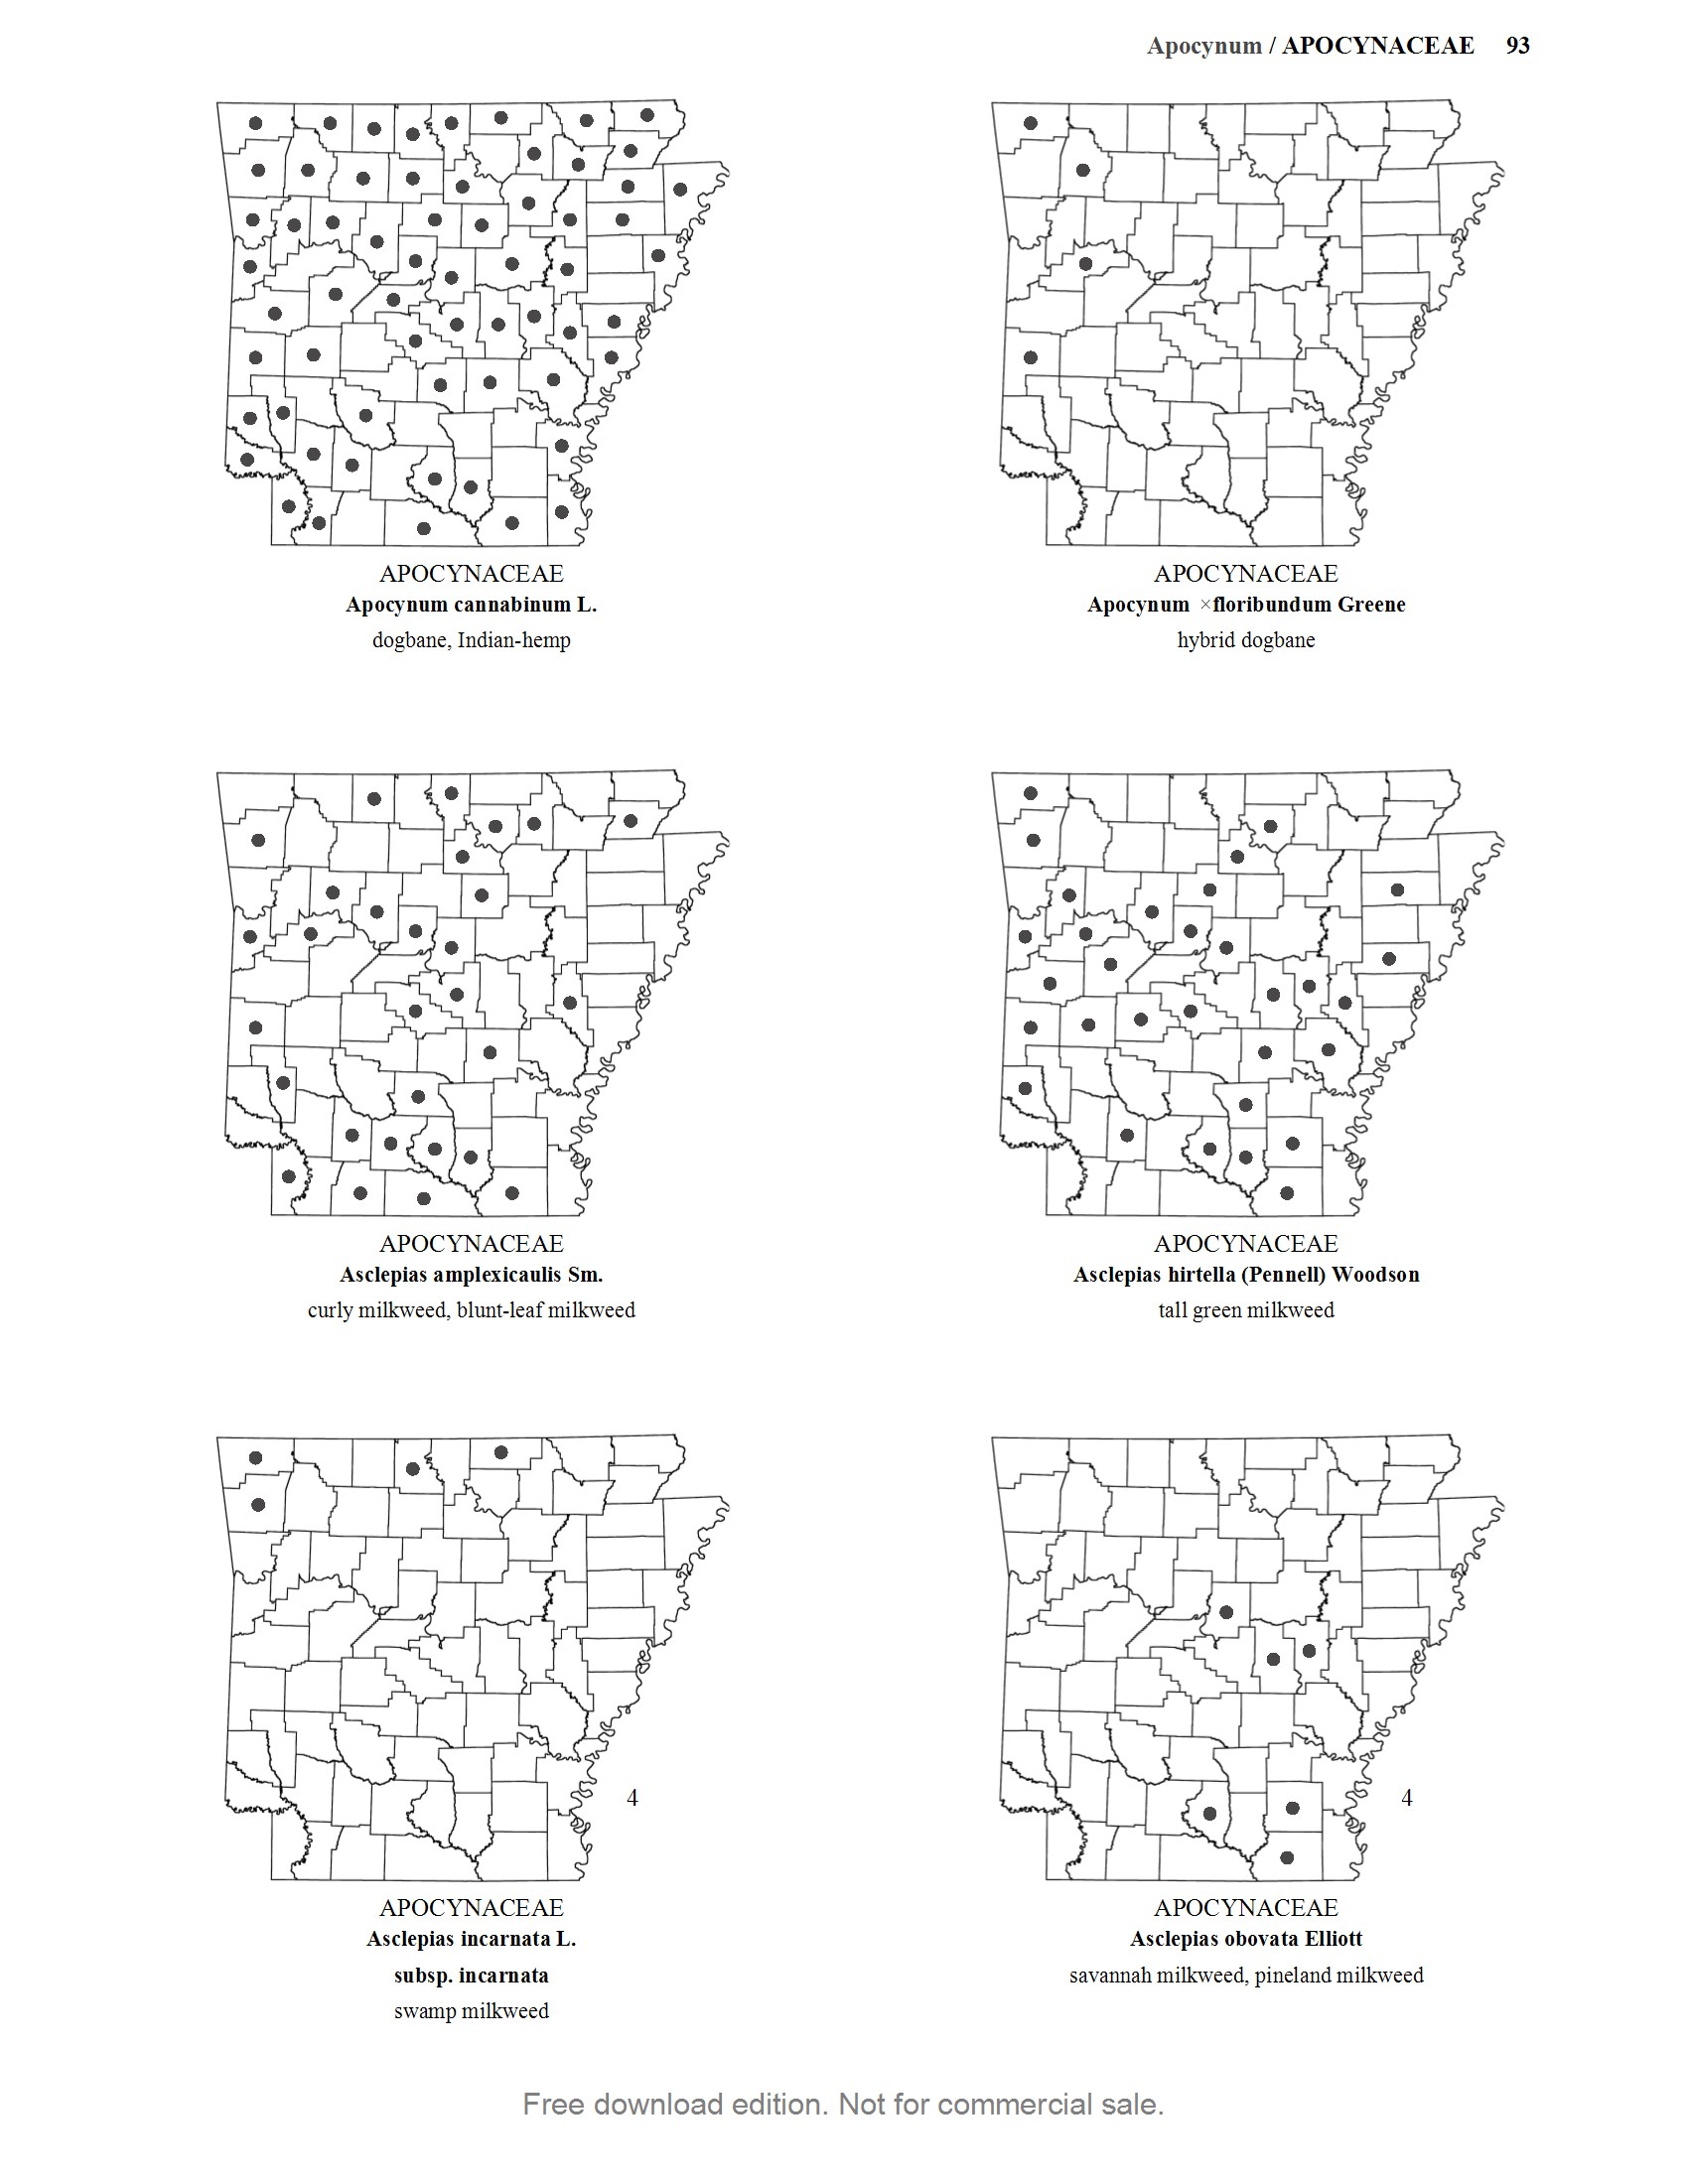 Apocynum / APOCYNACEAE 93
APOCYNACEAE
Apocynum cannabinum L.
dogbane, Indian-hemp
APOCYNACEAE
Apocynum ×floribundum Greene
hybrid dogbane
APOCYNACEAE
Asclepias amplexicaulis Sm.
curly milkweed, blunt-leaf milkweed
APOCYNACEAE
Asclepias hirtella (Pennell) Woodson
tall green milkweed
4
APOCYNACEAE
Asclepias incarnata L.
subsp. incarnata
swamp milkweed
4
APOCYNACEAE
Asclepias obovata Elliott
savannah milkweed, pineland milkweed
Free download edition. Not for commercial sale.